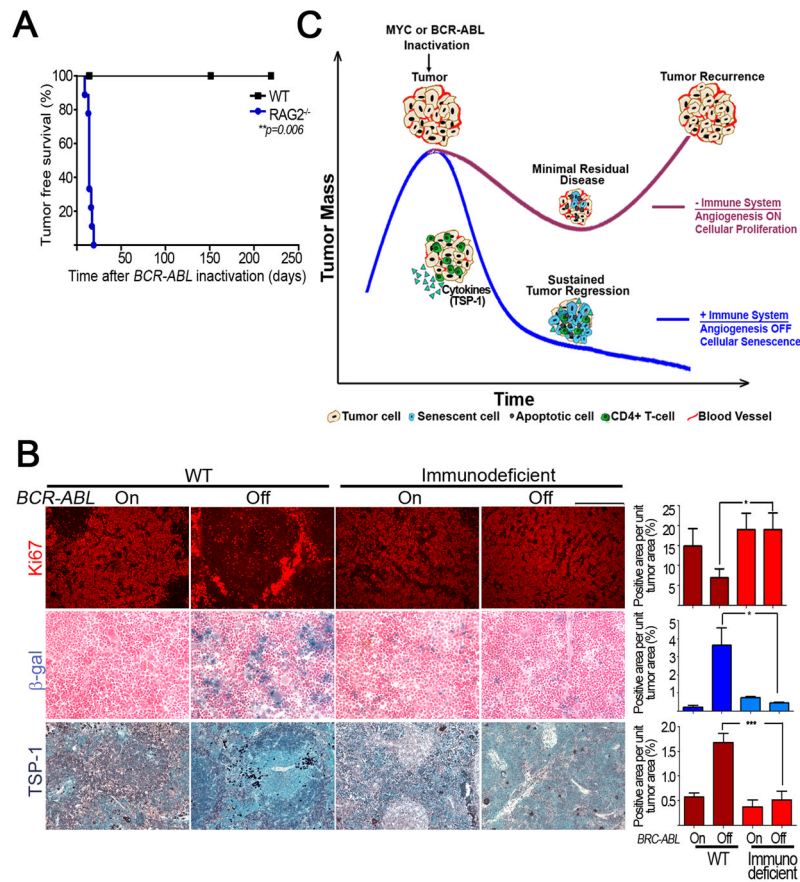 A
Tumor free survival (%)
100
80
60
40
20
WT
RAG2-/-
**p=0.006
0 50 100 150 200 250
Time after BCR-ABL inactivation (days)
C
MYC or BCR-ABL
Inactivation
Tumor
Tumor Recurrence
Minimal Residual
Disease
- Immune System
Angiogenesis ON
Cellular Proliferation
Cytokines
(TSP-1)
Sustained
Tumor Regression
+ Immune System
Angiogenesis OFF
Cellular Senescence
Tumor Mass
Time
Tumor cell Senescent cell Apoptotic cell CD4+ T-cell Blood Vessel
B
WT Immunodeficient
BCR-ABL On Off On Off
Ki67
Positive area per unit
tumor area (%)
25
20
15
10
5
*
β-gal
Positive area per unit
tumor area (%)
5
4
3
2
1
*
TSP-1
Positive area per unit
tumor area (%)
2.0
1.5
1.0
0.5
***
BRC-ABL On Off On Off
WT Immuno
deficient